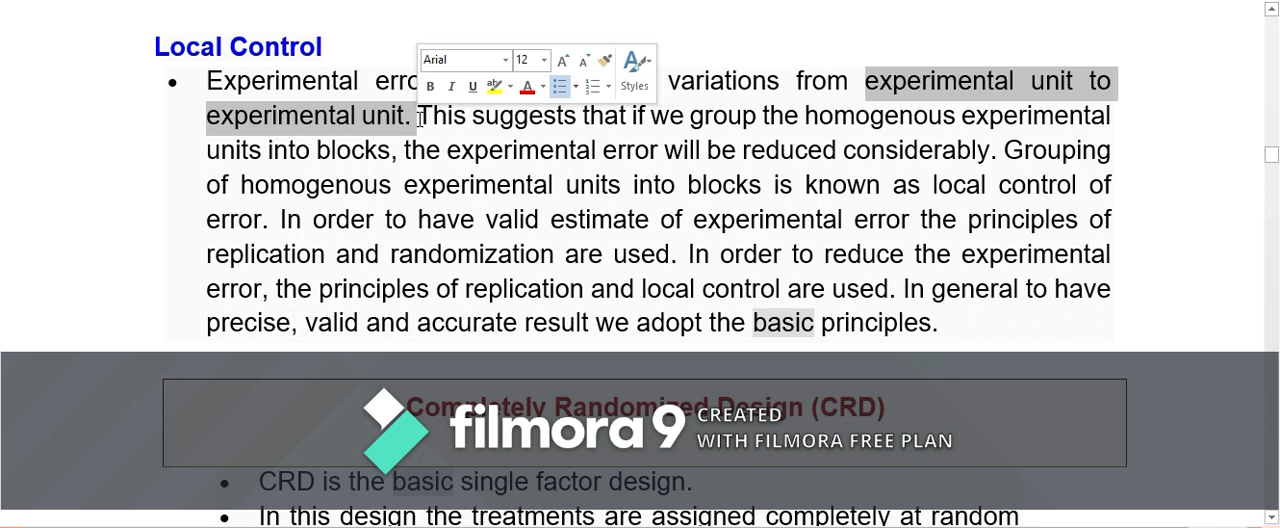 Local Control
Arial 12
Styles
• Experimental erro variations from experimental unit to
experimental unit. This suggests that if we group the homogenous experimental
units into blocks, the experimental error will be reduced considerably. Grouping
of homogenous experimental units into blocks is known as local control of
error. In order to have valid estimate of experimental error the principles of
replication and randomization are used. In order to reduce the experimental
error, the principles of replication and local control are used. In general to have
precise, valid and accurate result we adopt the basic principles.
Completely Randomized Design (CRD)
filmora 9 CREATED
WITH FILMORA FREE PLAN
• CRD is the basic single factor design.
• In this design the treatments are assigned completely at random